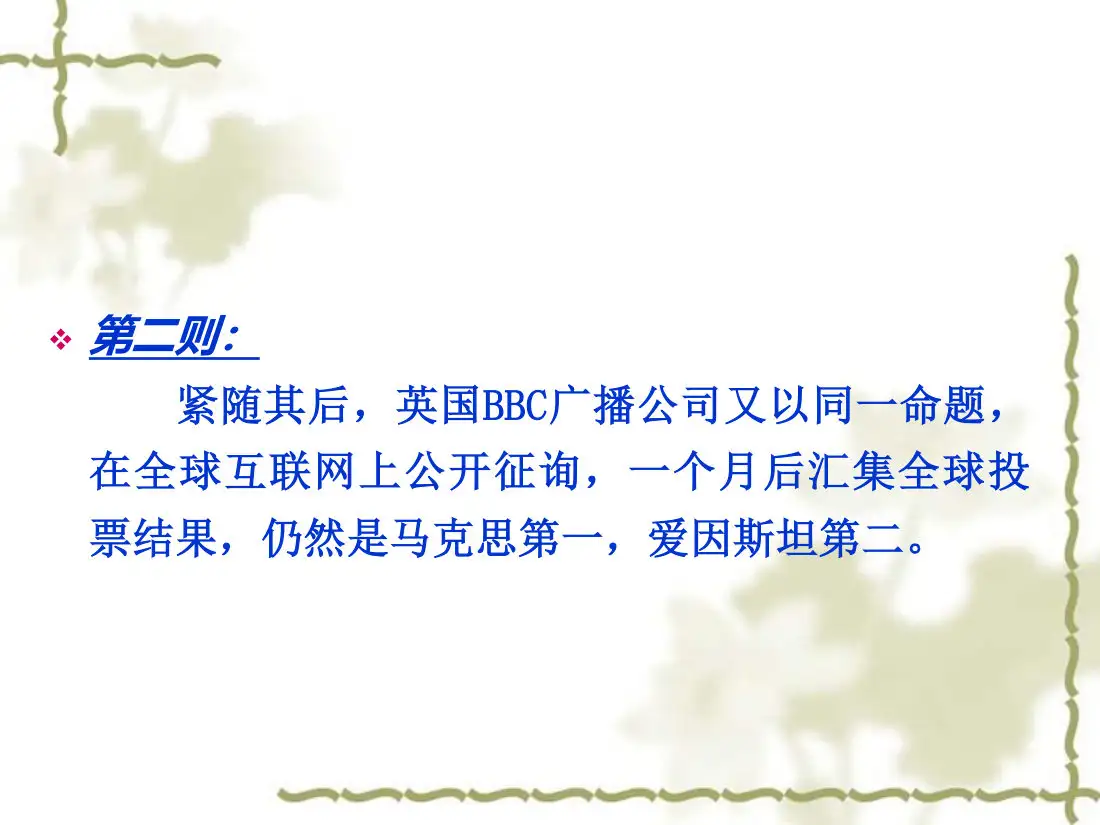 第二则：
紧随其后，英国BBC广播公司又以同一命题，
在全球互联网上公开征询，一个月后汇集全球投
票结果，仍然是马克思第一，爱因斯坦第二。